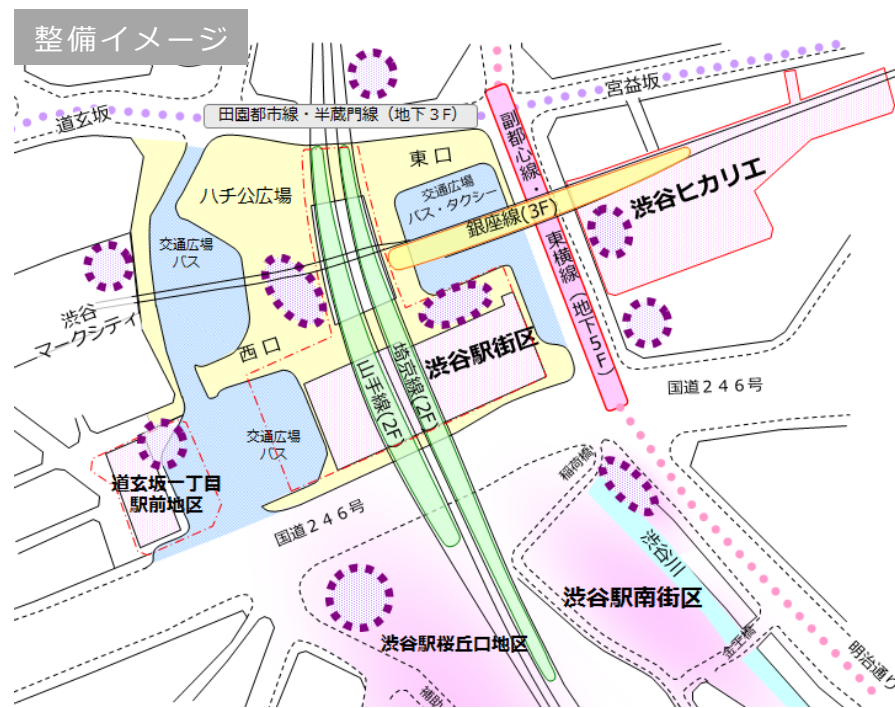 整備イメージ
宮益坂
道玄坂
田園都市線・半蔵門線（地下３F）
副都心線・東横線（地下５F）
東口
ハチ公広場
交通広場
バス・タクシー
渋谷ヒカリエ
銀座線(3F)
交通広場
バス
渋谷
マークシティ
西口
渋谷駅街区
埼京線(2F)
山手線(2F)
国道２４６号
交通広場
バス
道玄坂一丁目
駅前地区
国道２４６号
稲荷橋
渋谷川
渋谷駅南街区
渋谷駅桜丘口地区
金王橋
明治通り
補助